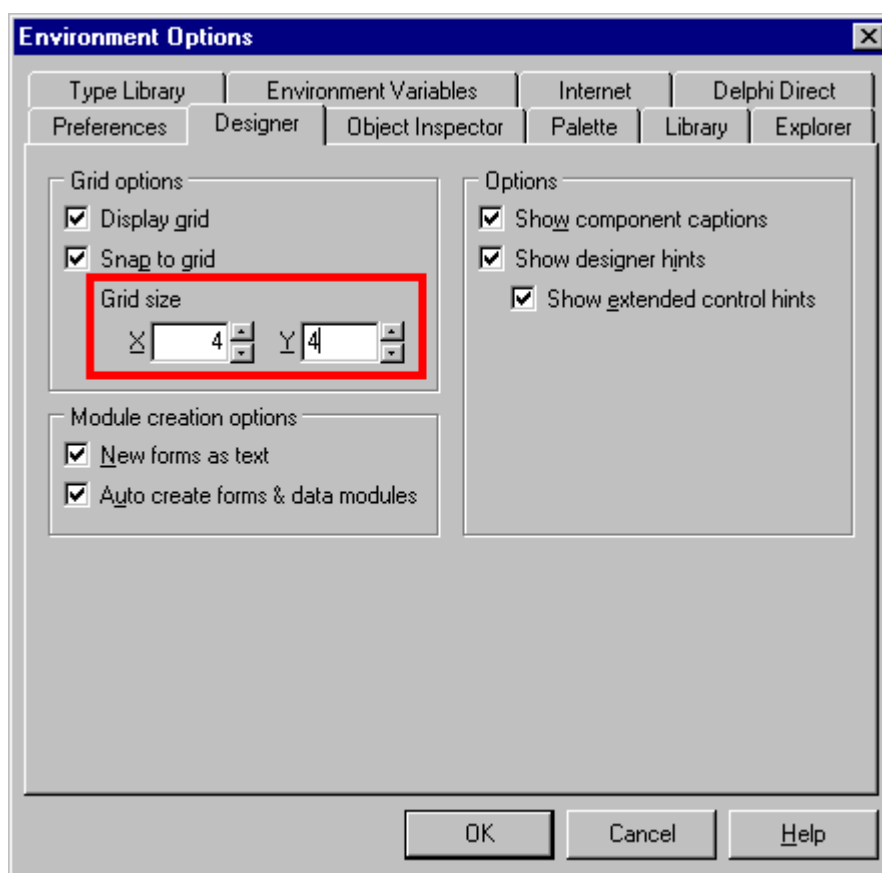 Environment Options
Type Library Environment Variables Internet Delphi Direct
Preferences Designer Object Inspector Palette Library Explorer
Grid options
Display grid
Snap to grid
Grid size
X 4 Y 4
Module creation options
New forms as text
Auto create forms & data modules
Options
Show component captions
Show designer hints
Show extended control hints
OK Cancel Help